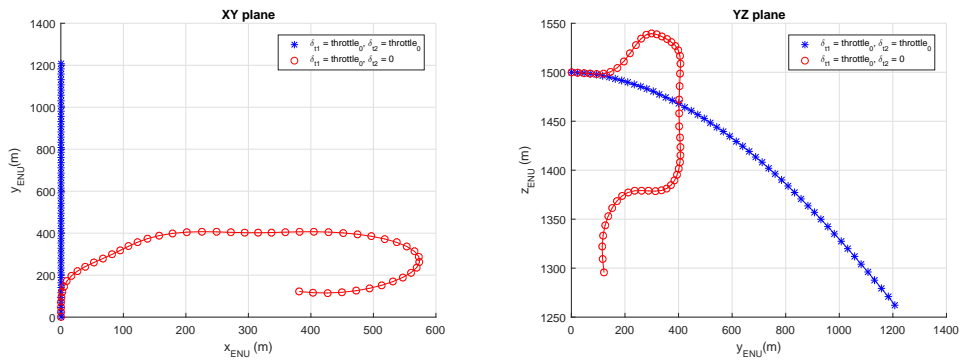 XY plane
1400
1200
1000
800
600
400
200
0
y_ENU(m)
0 100 200 300 400 500 600
x_ENU (m)
δ_t1 = throttle_0, δ_t2 = throttle_0
δ_t1 = throttle_0, δ_t2 = 0
YZ plane
1550
1500
1450
1400
1350
1300
1250
z_ENU (m)
0 200 400 600 800 1000 1200 1400
y_ENU (m)
δ_t1 = throttle_0, δ_t2 = throttle_0
δ_t1 = throttle_0, δ_t2 = 0